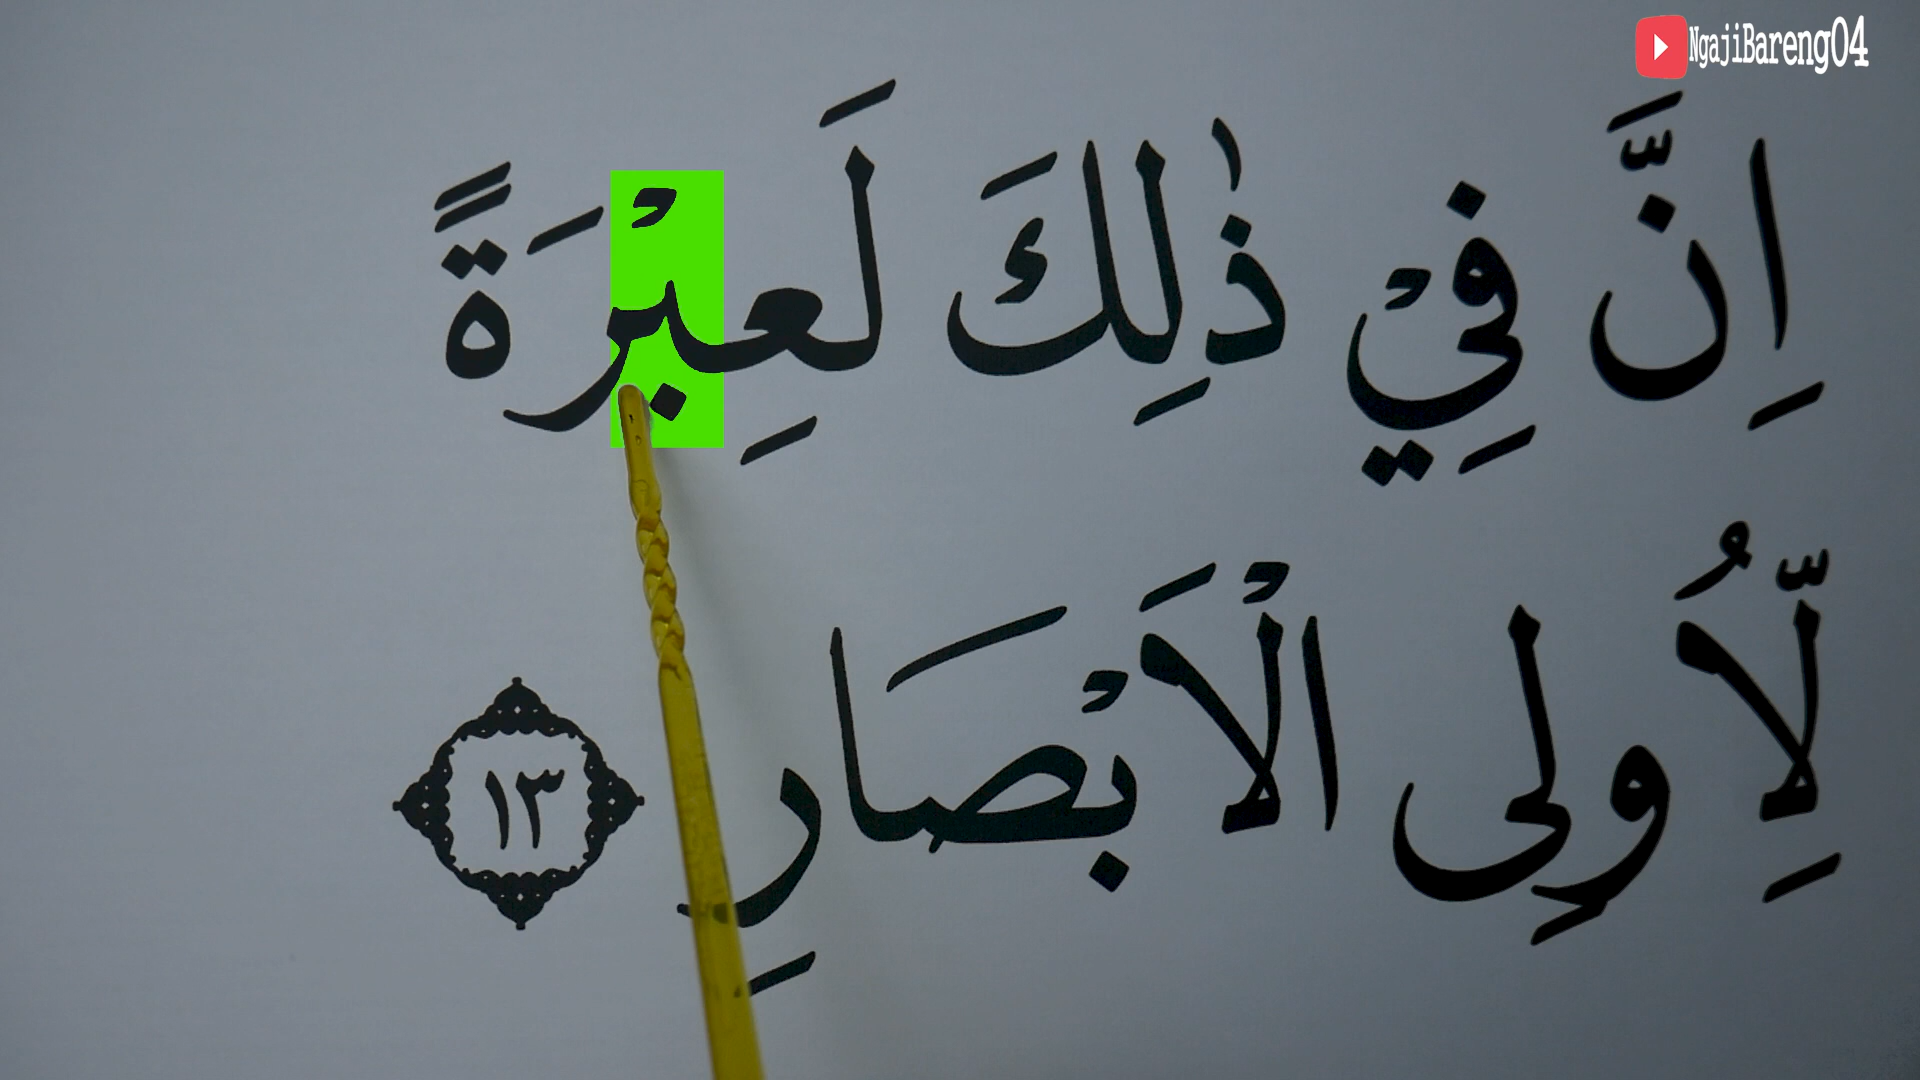 NgajiBareng04
اِنَّ فِيْ ذٰلِكَ لَعِبْرَةً
لِّاُولِى الْاَبْصَارِ ١٣